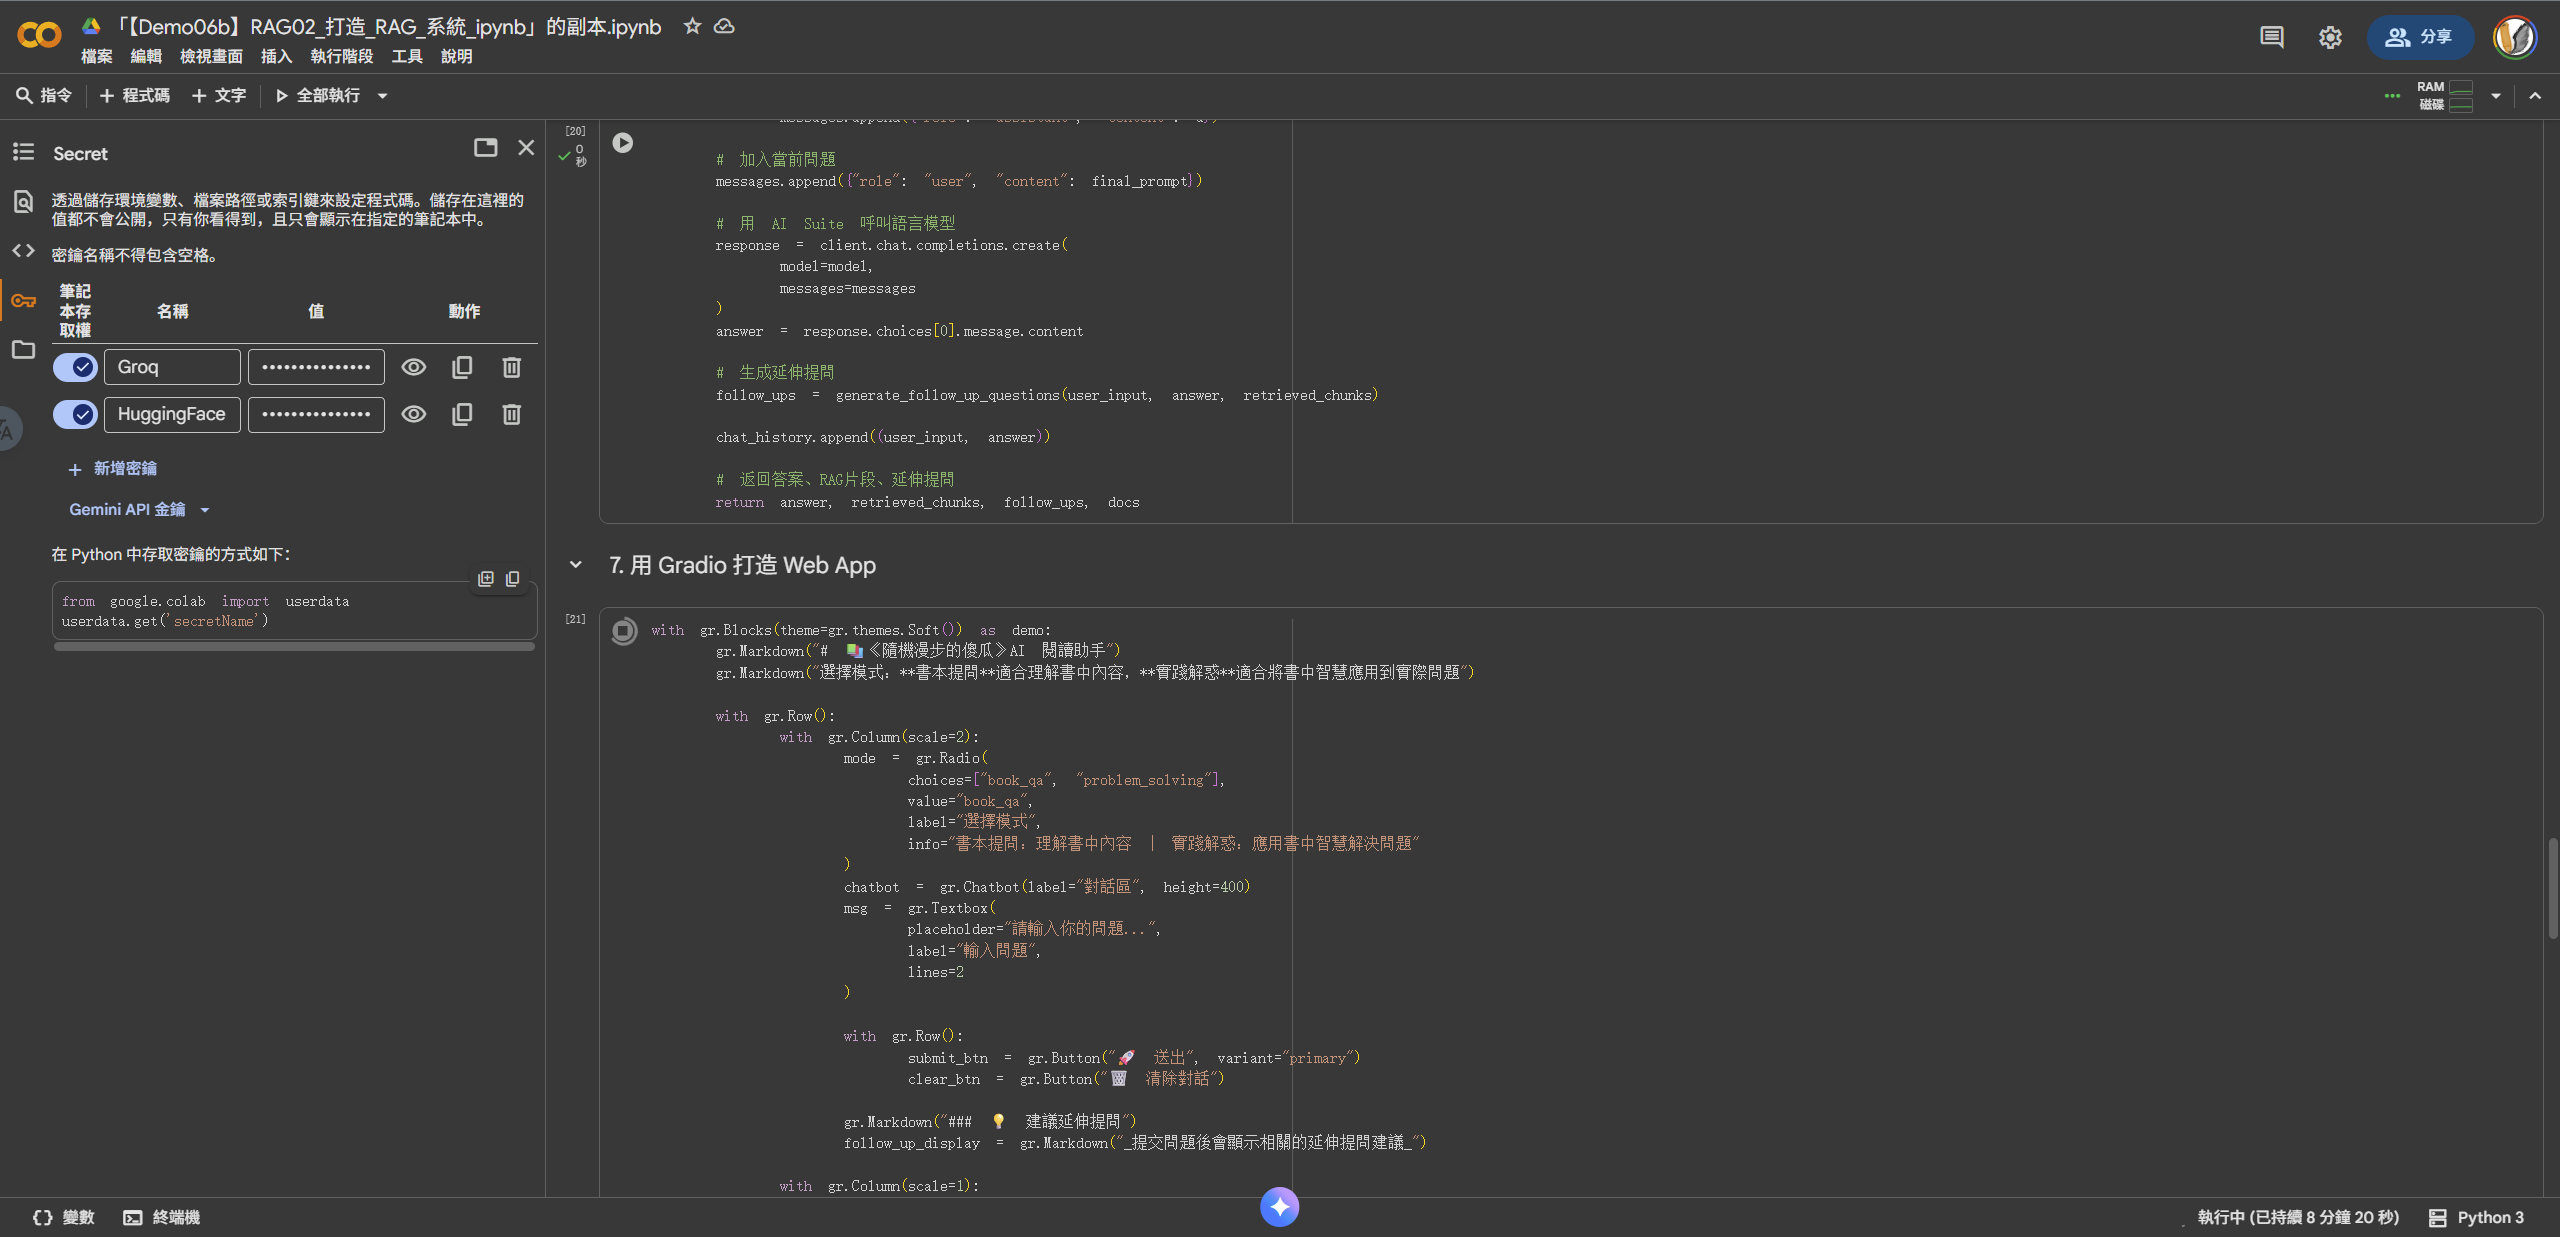 「【Demo06b】RAG02_打造_RAG_系統_ipynb」的副本.ipynb
檔案 編輯 檢視畫面 插入 執行階段 工具 說明
分享
指令 + 程式碼 + 文字 全部執行
RAM
磁碟
Secret
透過儲存環境變數、檔案路徑或索引鍵來設定程式碼。儲存在這裡的
值都不會公開，只有你看得到，且只會顯示在指定的筆記本中。
密鑰名稱不得包含空格。
筆記本存取權 名稱 值 動作
Groq ••••••••••••••
HuggingFace ••••••••••••••
+ 新增密鑰
Gemini API 金鑰
在 Python 中存取密鑰的方式如下：
from google.colab import userdata
userdata.get('secretName')
[20]
0
秒
messages.append({"role": "assistant", "content": a})
# 加入當前問題
messages.append({"role": "user", "content": final_prompt})
# 用 AI Suite 呼叫語言模型
response = client.chat.completions.create(
model=model,
messages=messages
)
answer = response.choices[0].message.content
# 生成延伸提問
follow_ups = generate_follow_up_questions(user_input, answer, retrieved_chunks)
chat_history.append((user_input, answer))
# 返回答案、RAG片段、延伸提問
return answer, retrieved_chunks, follow_ups, docs
7. 用 Gradio 打造 Web App
[21]
with gr.Blocks(theme=gr.themes.Soft()) as demo:
gr.Markdown("# 📚《隨機漫步的傻瓜》AI 閱讀助手")
gr.Markdown("選擇模式：**書本提問**適合理解書中內容，**實踐解惑**適合將書中智慧應用到實際問題")
with gr.Row():
with gr.Column(scale=2):
mode = gr.Radio(
choices=["book_qa", "problem_solving"],
value="book_qa",
label="選擇模式",
info="書本提問：理解書中內容 | 實踐解惑：應用書中智慧解決問題"
)
chatbot = gr.Chatbot(label="對話區", height=400)
msg = gr.Textbox(
placeholder="請輸入你的問題...",
label="輸入問題",
lines=2
)
with gr.Row():
submit_btn = gr.Button("🚀 送出", variant="primary")
clear_btn = gr.Button("🗑️ 清除對話")
gr.Markdown("### 💡 建議延伸提問")
follow_up_display = gr.Markdown("_提交問題後會顯示相關的延伸提問建議_")
with gr.Column(scale=1):
變數 終端機
執行中 (已持續 8 分鐘 20 秒) Python 3